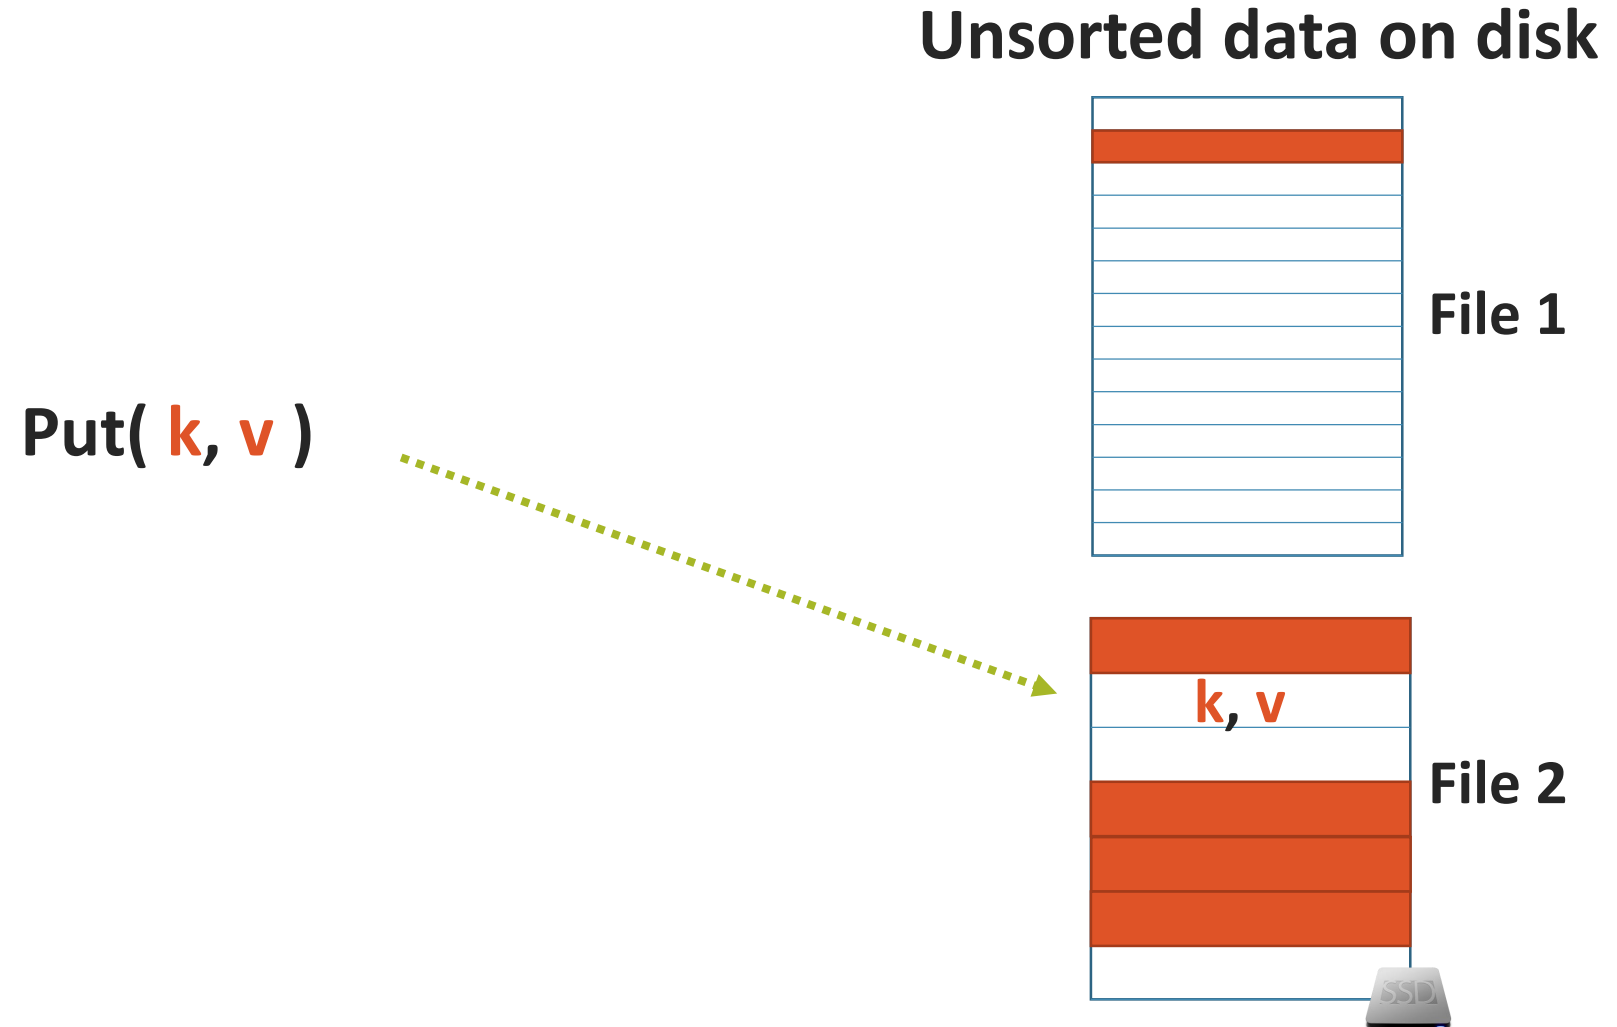 Unsorted data on disk
File 1
Put( k, v )
k, v
File 2
SSD